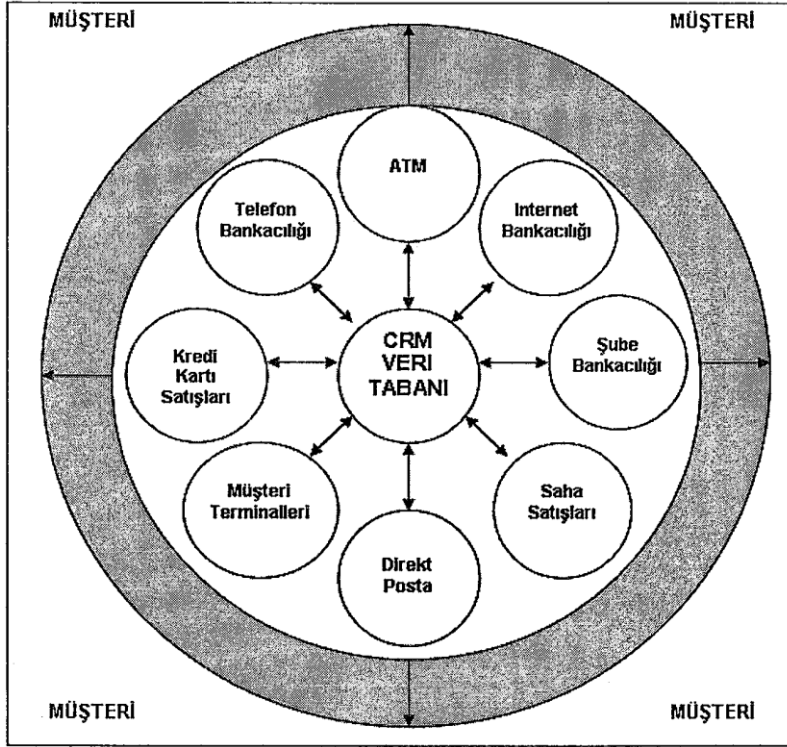 MÜŞTERİ
MÜŞTERİ
ATM
Telefon
Bankacılığı
Internet
Bankacılığı
CRM
VERİ
TABANI
Kredi
Kartı
Satışları
Şube
Bankacılığı
Müşteri
Terminalleri
Saha
Satışları
Direkt
Posta
MÜŞTERİ
MÜŞTERİ